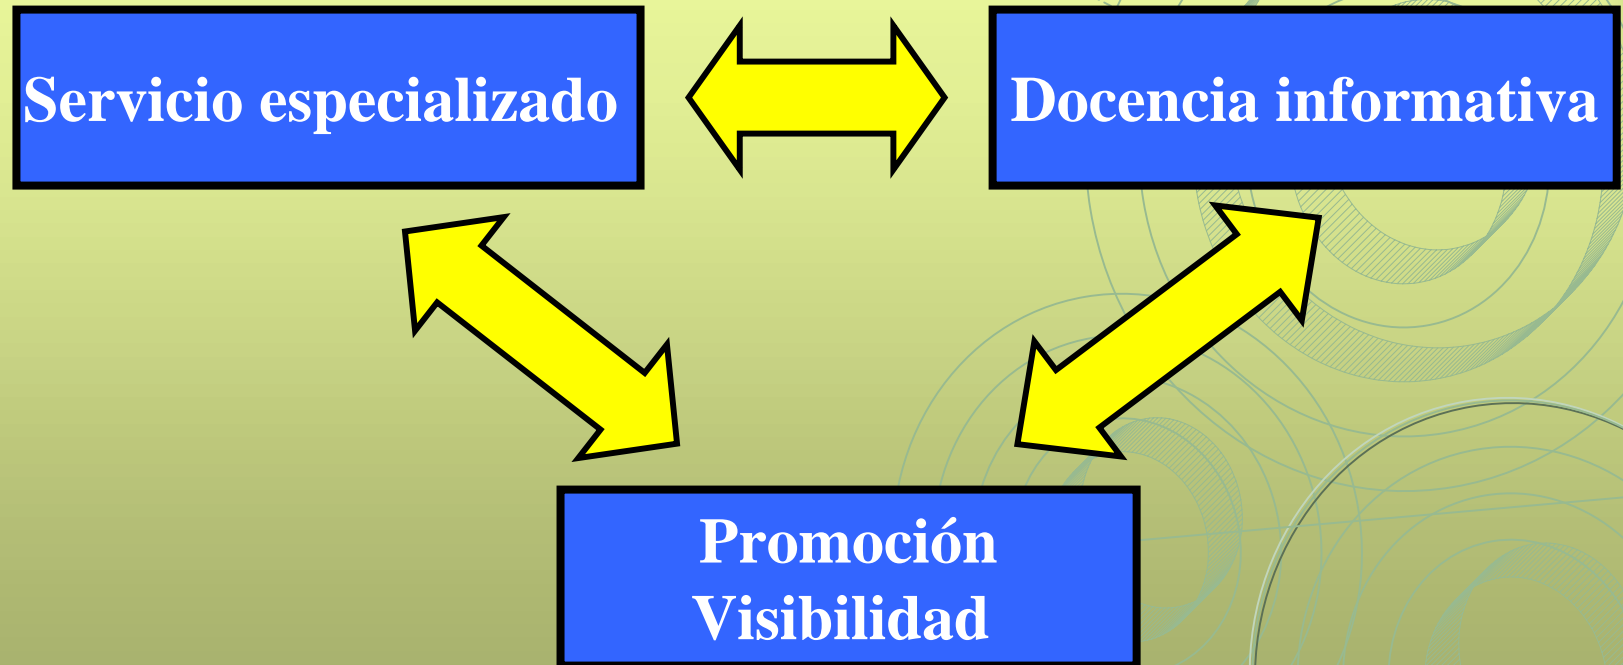 Servicio especializado
Docencia informativa
Promoción
Visibilidad